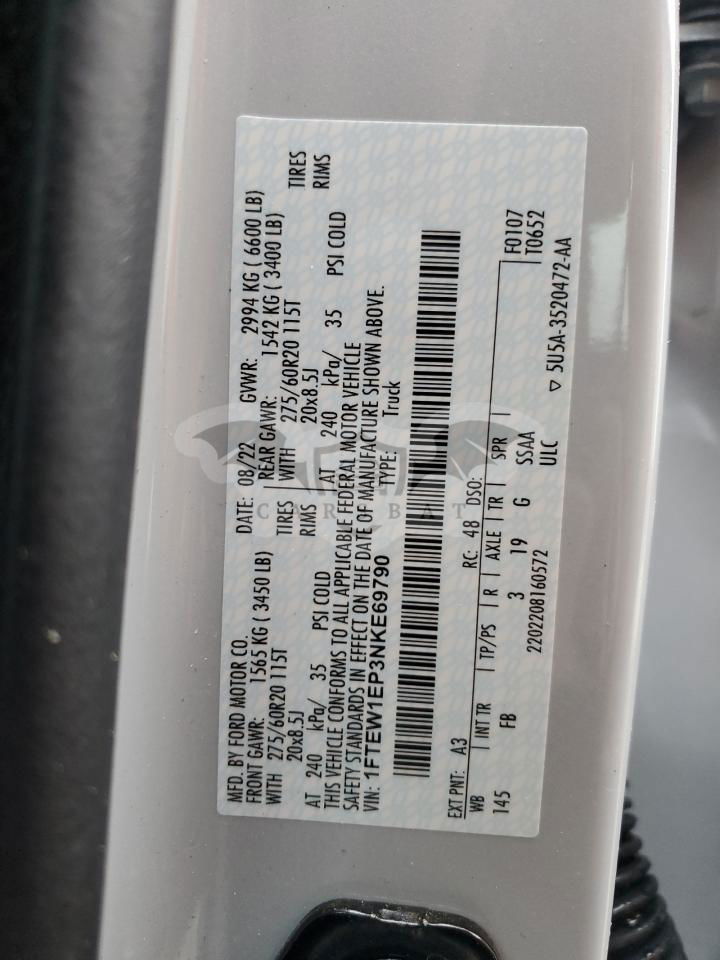 MFD. BY FORD MOTOR CO. DATE: 08/22 GVWR: 2994 KG ( 6600 LB)
FRONT GAWR: 1565 KG ( 3450 LB) REAR GAWR: 1542 KG ( 3400 LB)
WITH 275/60R20 115T TIRES WITH 275/60R20 115T TIRES
20x8.5J RIMS 20x8.5J RIMS
AT 240 kPa/ 35 PSI COLD AT 240 kPa/ 35 PSI COLD
THIS VEHICLE CONFORMS TO ALL APPLICABLE FEDERAL MOTOR VEHICLE
SAFETY STANDARDS IN EFFECT ON THE DATE OF MANUFACTURE SHOWN ABOVE.
VIN: 1FTEW1EP3NKE69790 TYPE: Truck
EXT PNT: A3 RC: 48 DSO: F0107
WB INT TR TP/PS R AXLE TR SPR T0652
145 FB 3 19 G SSAA
2202208160572 ULC ▽ 5U5A-3520472-AA
CAR BAT